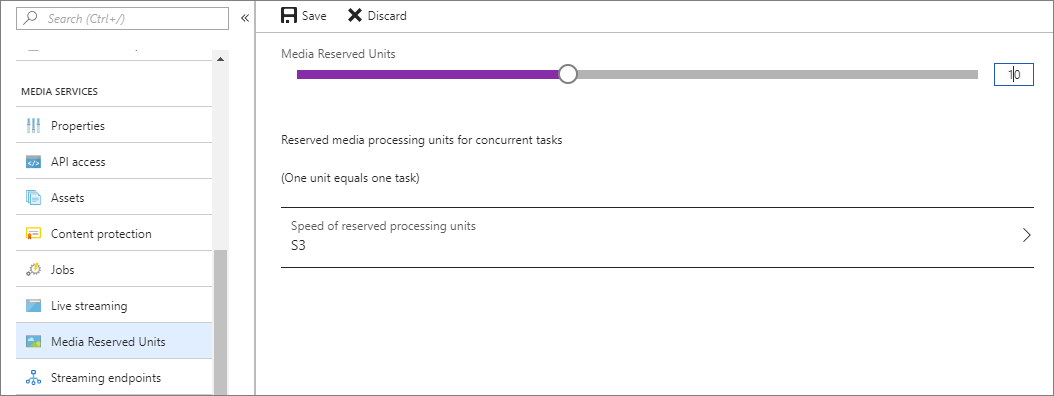 Search (Ctrl+/)
«
MEDIA SERVICES
Properties
API access
Assets
Content protection
Jobs
Live streaming
Media Reserved Units
Streaming endpoints
Save
Discard
Media Reserved Units
10
Reserved media processing units for concurrent tasks
(One unit equals one task)
Speed of reserved processing units
S3